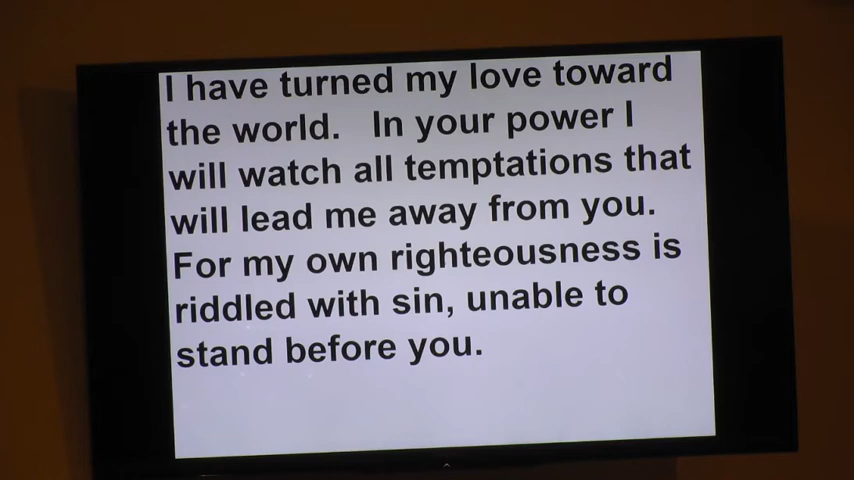 I have turned my love toward
the world.   In your power I
will watch all temptations that
will lead me away from you.
For my own righteousness is
riddled with sin, unable to
stand before you.